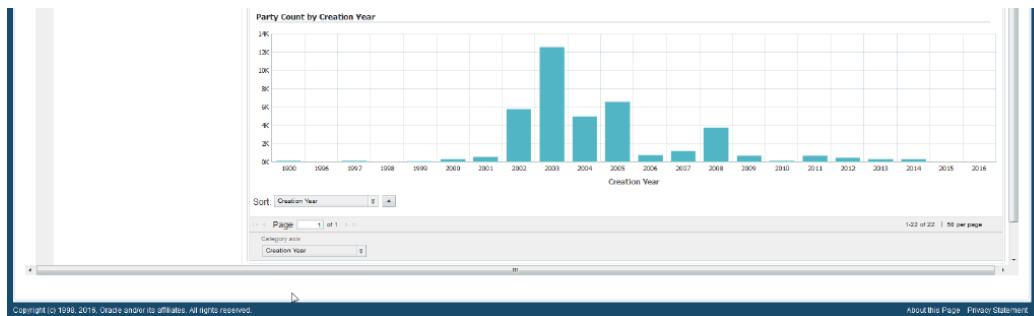 Party Count by Creation Year
14K
12K
10K
8K
6K
4K
2K
0K
1900 1996 1997 1998 1999 2000 2001 2002 2003 2004 2005 2006 2007 2008 2009 2010 2011 2012 2013 2014 2015 2016
Creation Year
Sort: Creation Year
Page 1 of 1
1-22 of 22 | 50 per page
Category axis
Creation Year
Copyright (c) 1998, 2016, Oracle and/or its affiliates. All rights reserved.
About this Page Privacy Statement